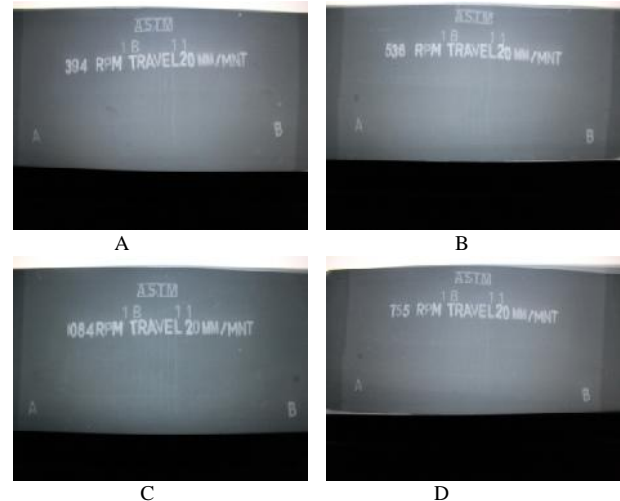 ASTM
1B 11
394 RPM TRAVEL 20 MM/MNT
A B
A
ASTM
1B 11
536 RPM TRAVEL 20 MM/MNT
A B
B
ASTM
1B 11
1084 RPM TRAVEL 20 MM/MNT
A B
C
ASTM
1B 11
755 RPM TRAVEL 20 MM/MNT
A B
D